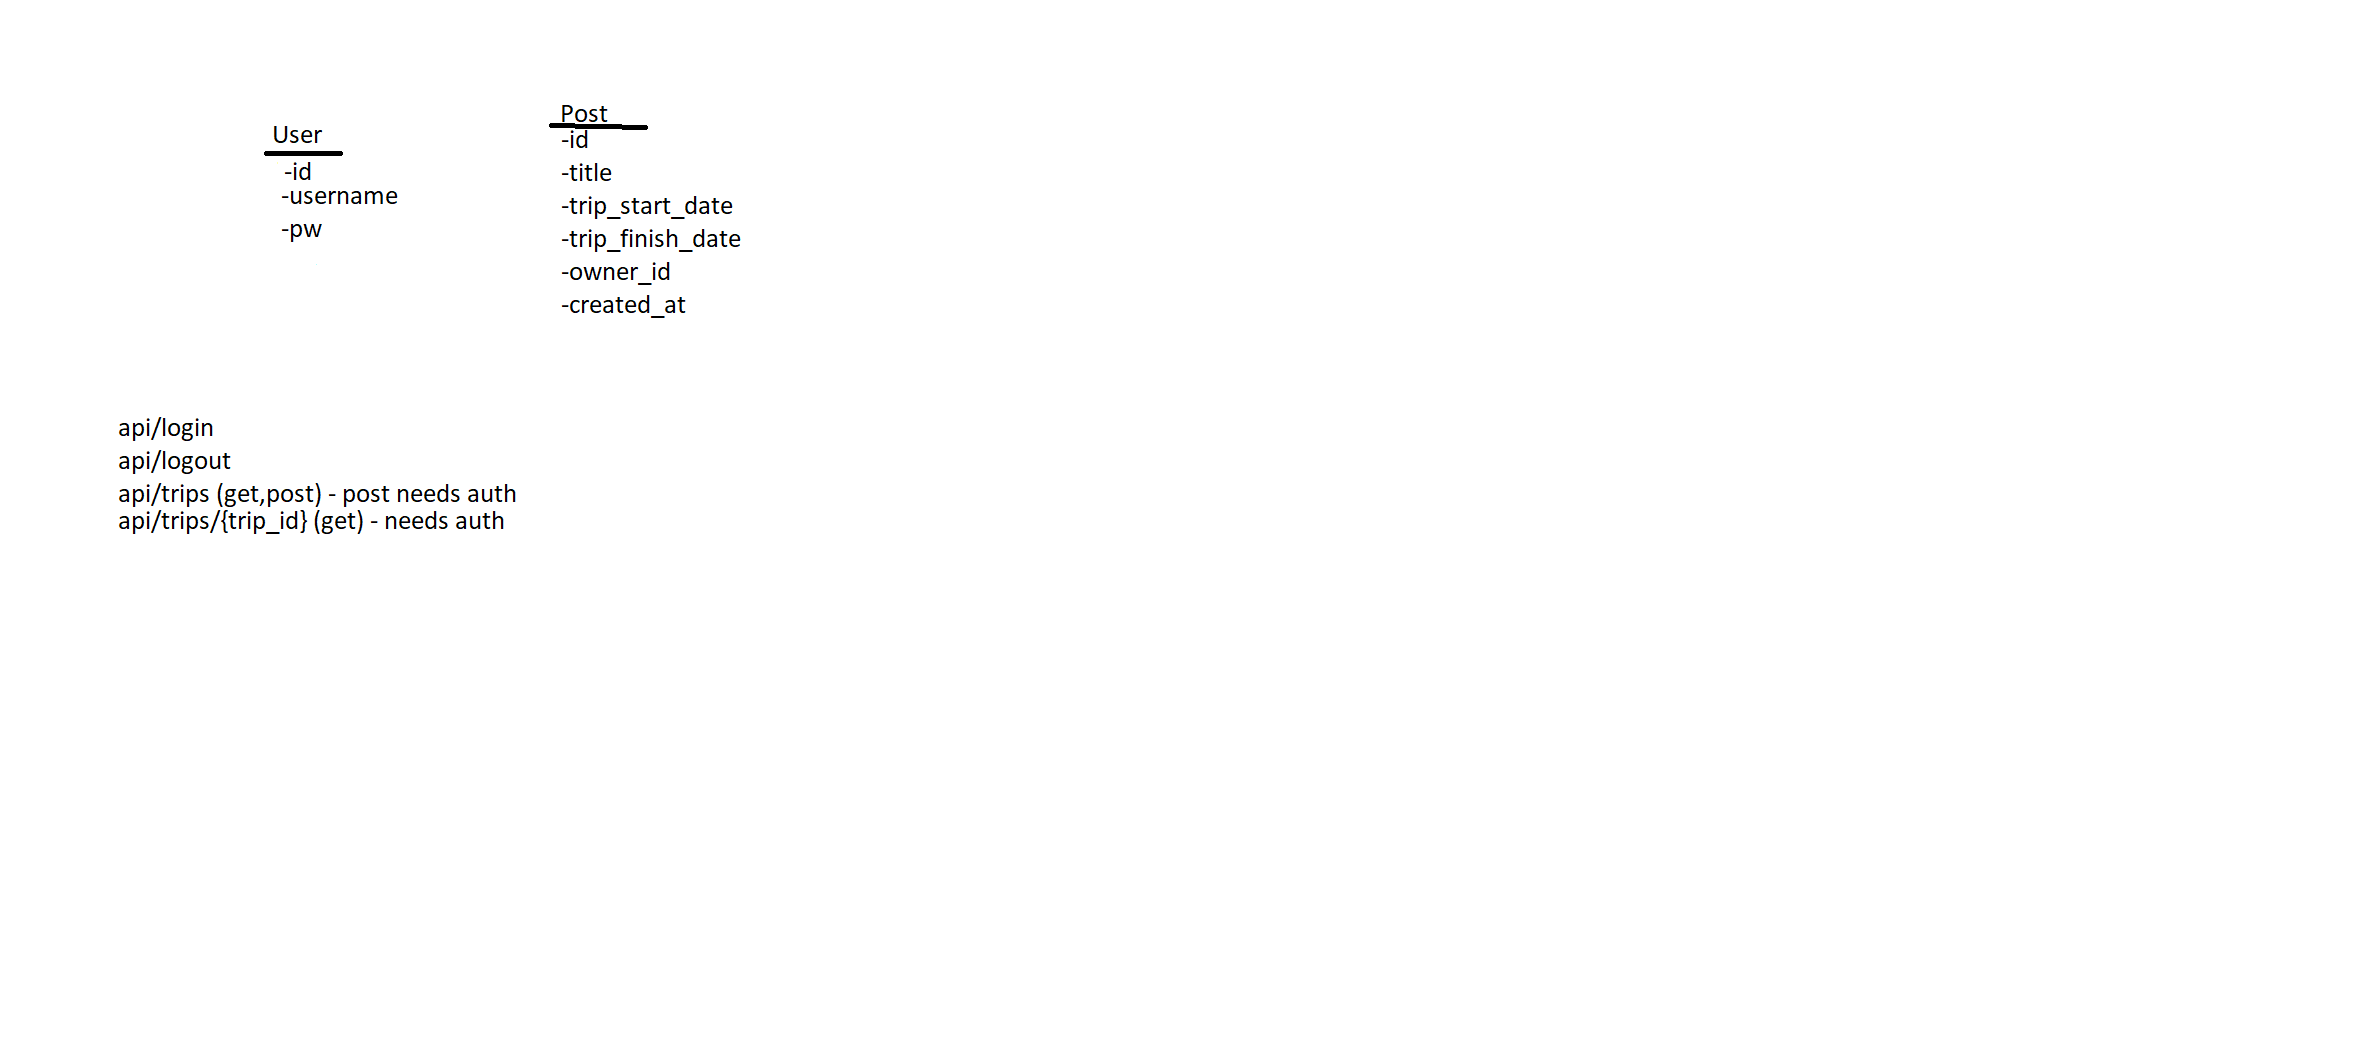 User
-id
-username
-pw
Post
-id
-title
-trip_start_date
-trip_finish_date
-owner_id
-created_at
api/login
api/logout
api/trips (get,post) - post needs auth
api/trips/{trip_id} (get) - needs auth